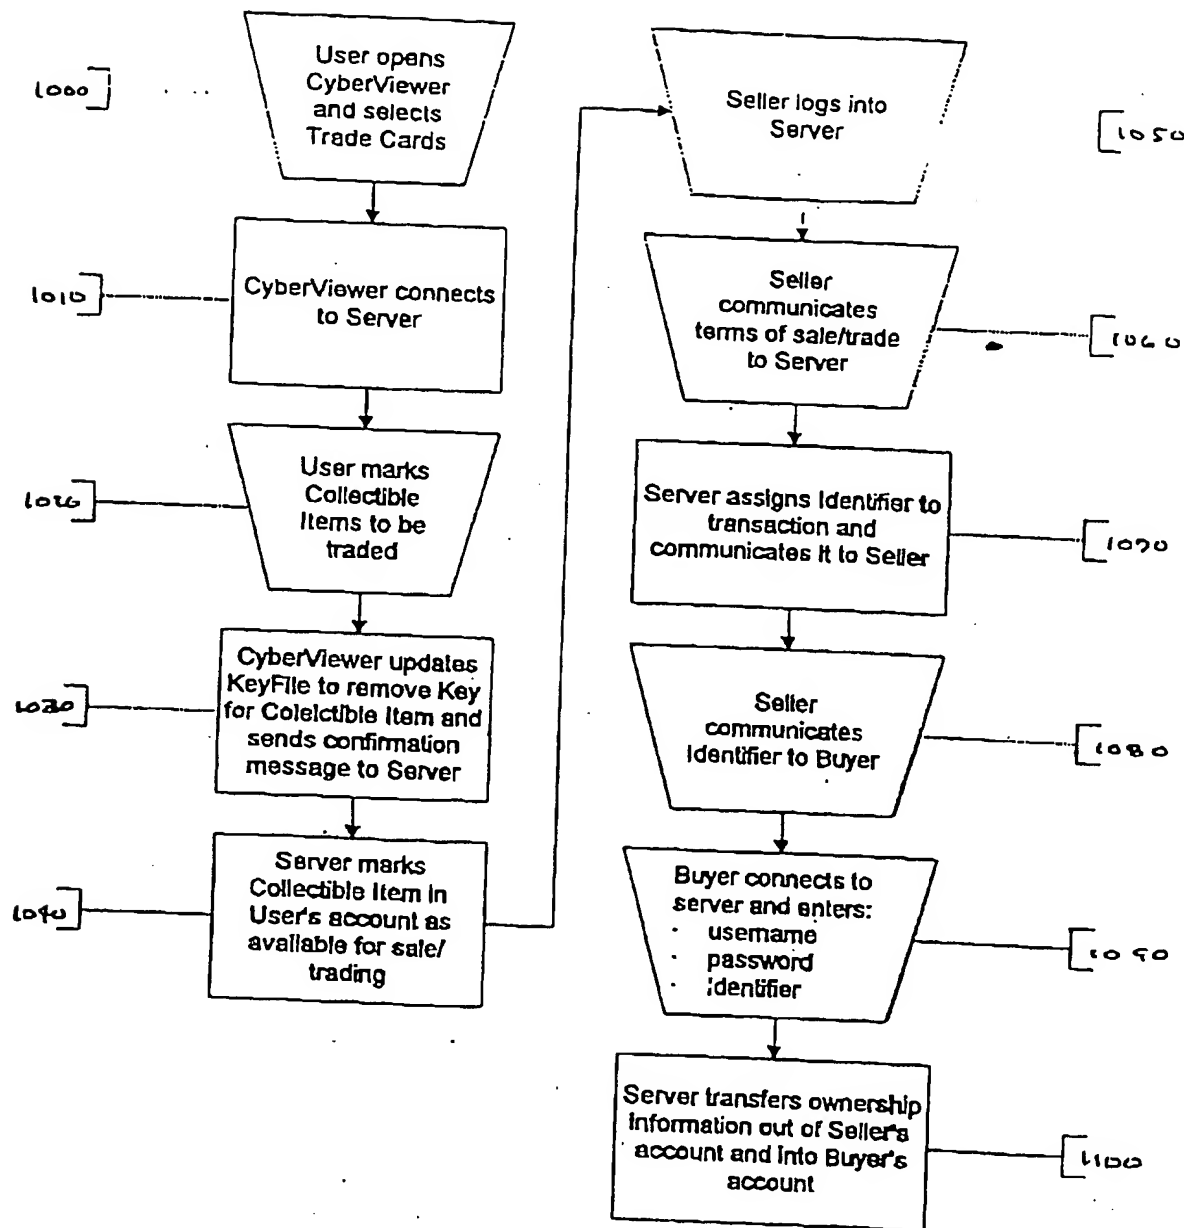 1000
User opens
CyberViewer
and selects
Trade Cards
1010
CyberViewer connects
to Server
1020
User marks
Collectible
Items to be
traded
1030
CyberViewer updates
KeyFile to remove Key
for Colelctible Item and
sends confirmation
message to Server
1040
Server marks
Collectible Item in
User's account as
available for sale/
trading
Seller logs into
Server
1050
Seller
communicates
terms of sale/trade
to Server
1060
Server assigns Identifier to
transaction and
communicates it to Seller
1070
Seller
communicates
Identifier to Buyer
1080
Buyer connects to
server and enters:
· username
· password
· Identifier
1090
Server transfers ownership
Information out of Seller's
account and into Buyer's
account
1100